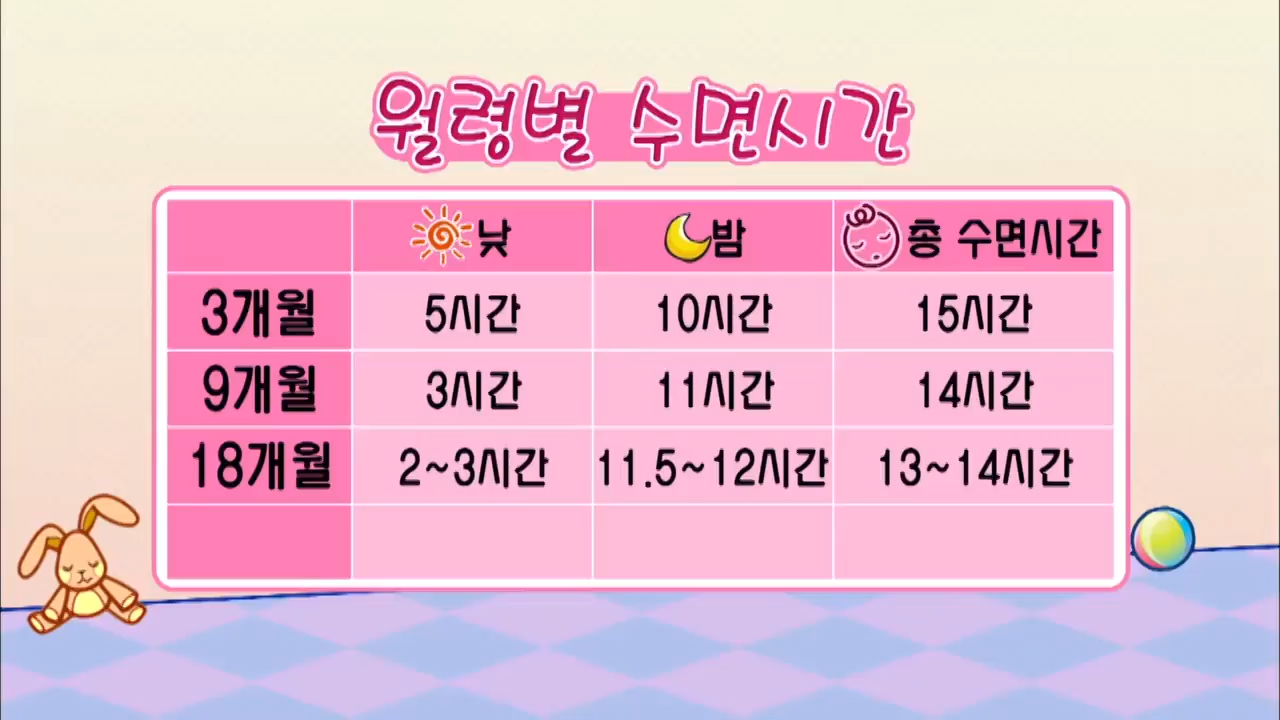 월령별 수면시간
낮 밤 총 수면시간
3개월 5시간 10시간 15시간
9개월 3시간 11시간 14시간
18개월 2~3시간 11.5~12시간 13~14시간